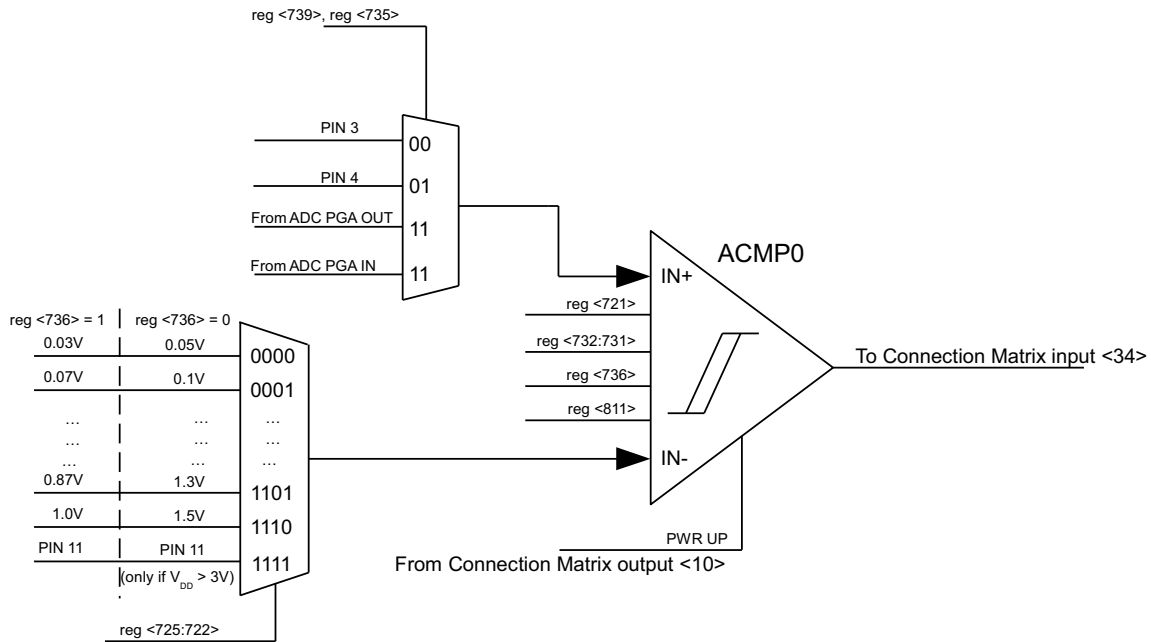 reg <739>, reg <735>
PIN 3
00
PIN 4
01
From ADC PGA OUT
11
From ADC PGA IN
11
ACMP0
IN+
reg <721>
reg <732:731>
reg <736>
reg <811>
IN-
To Connection Matrix input <34>
PWR UP
From Connection Matrix output <10>
reg <736> = 1 reg <736> = 0
0.03V 0.05V 0000
0.07V 0.1V 0001
... ... ...
... ... ...
... ... ...
0.87V 1.3V 1101
1.0V 1.5V 1110
PIN 11 PIN 11 1111
(only if VDD > 3V)
reg <725:722>